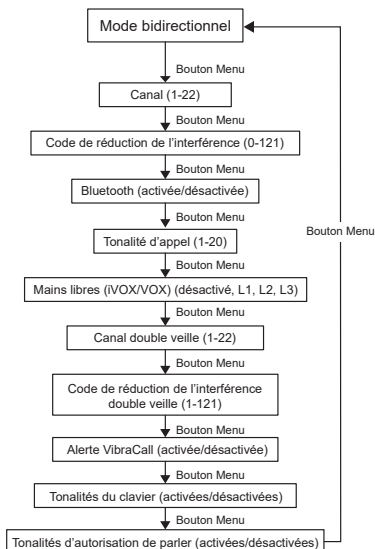 Mode bidirectionnel
Bouton Menu
Canal (1-22)
Bouton Menu
Code de réduction de l'interférence (0-121)
Bouton Menu
Bluetooth (activée/désactivée)
Bouton Menu
Tonalité d'appel (1-20)
Bouton Menu
Bouton Menu
Mains libres (iVOX/VOX) (désactivé, L1, L2, L3)
Bouton Menu
Canal double veille (1-22)
Bouton Menu
Code de réduction de l'interférence
double veille (1-121)
Bouton Menu
Alerte VibraCall (activée/désactivée)
Bouton Menu
Tonalités du clavier (activées/désactivées)
Bouton Menu
Tonalités d'autorisation de parler (activées/désactivées)